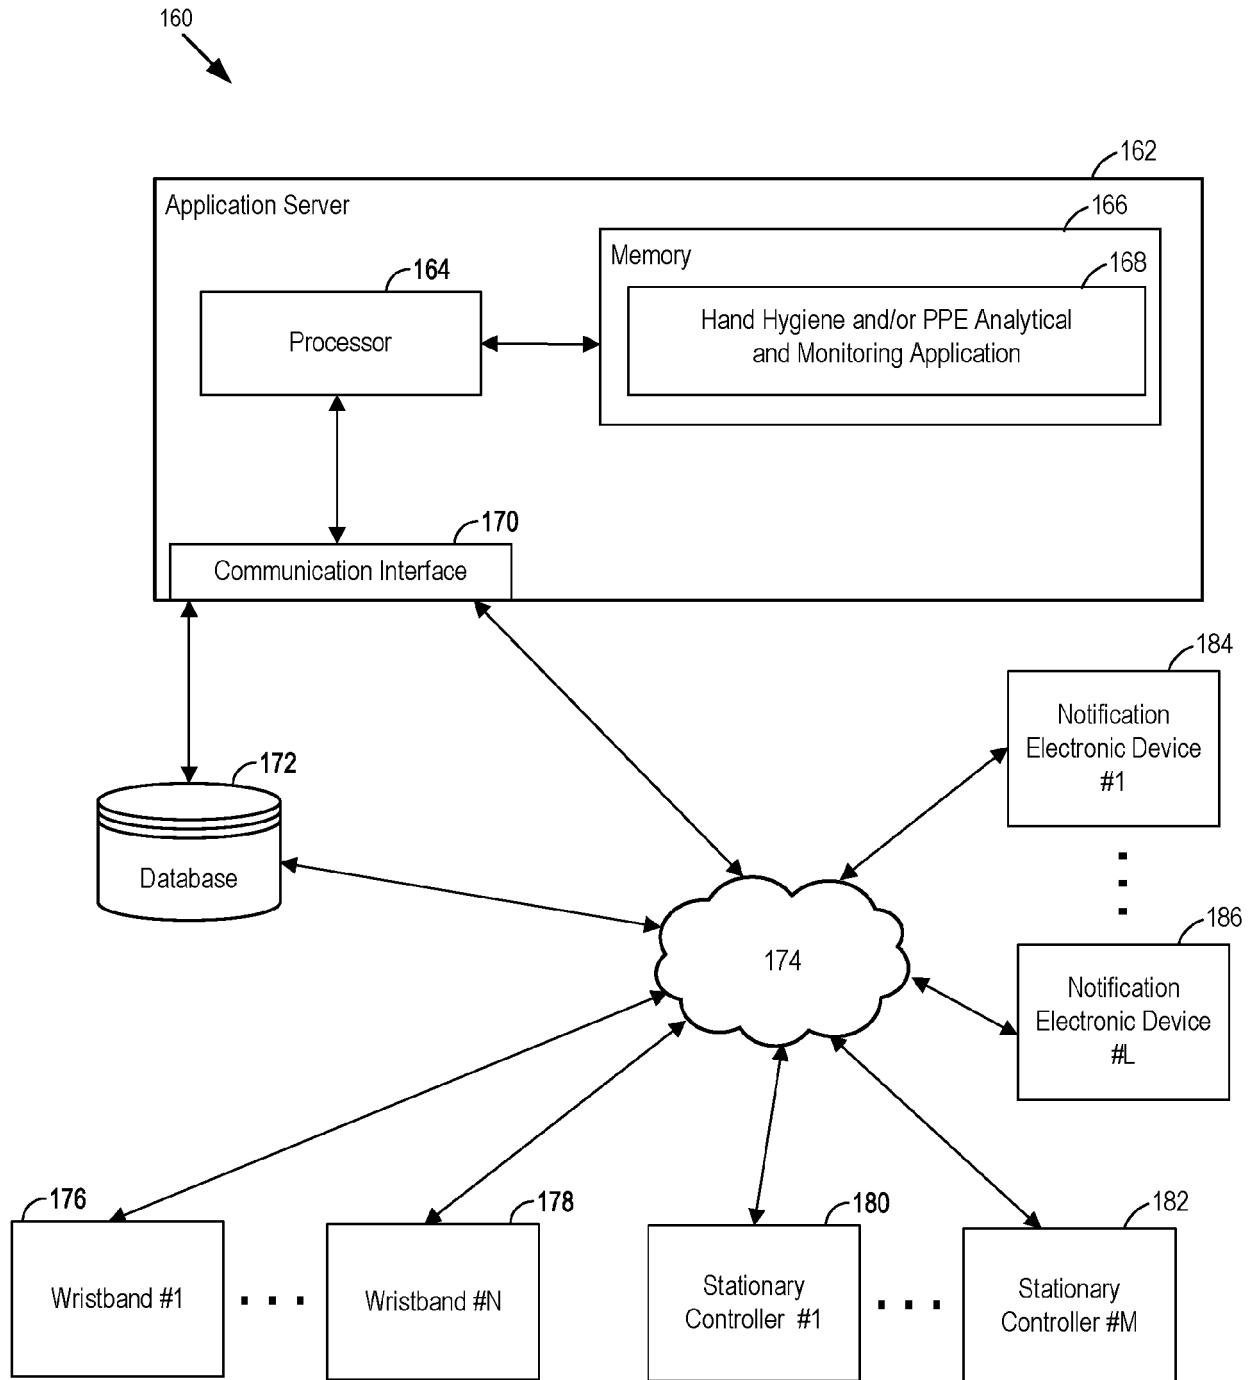 160
162
Application Server
166
Memory
164
168
Processor
Hand Hygiene and/or PPE Analytical
and Monitoring Application
170
Communication Interface
184
Notification
Electronic Device
#1
172
Database
186
174
Notification
Electronic Device
#L
176
178
180
182
Wristband #1
Wristband #N
Stationary
Controller #1
Stationary
Controller #M